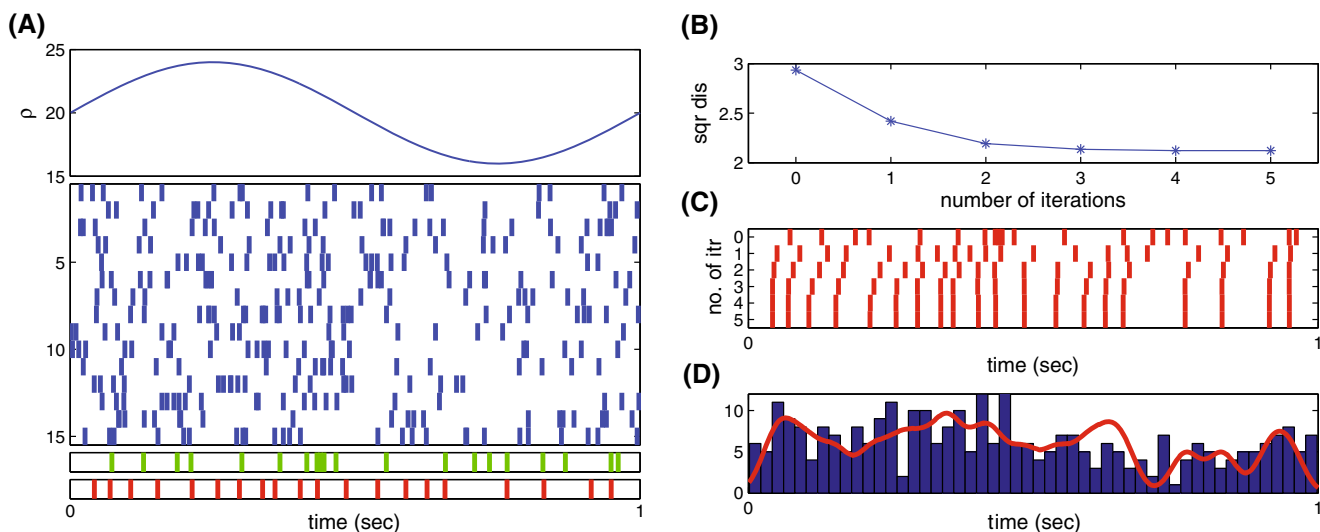 (A)
25
20
15
ρ
5
10
15
0
1
time (sec)
(B)
3
2.5
2
sqr dis
0 1 2 3 4 5
number of iterations
(C)
0
1
2
3
4
5
no. of itr
0
1
time (sec)
(D)
10
5
0
0
1
time (sec)